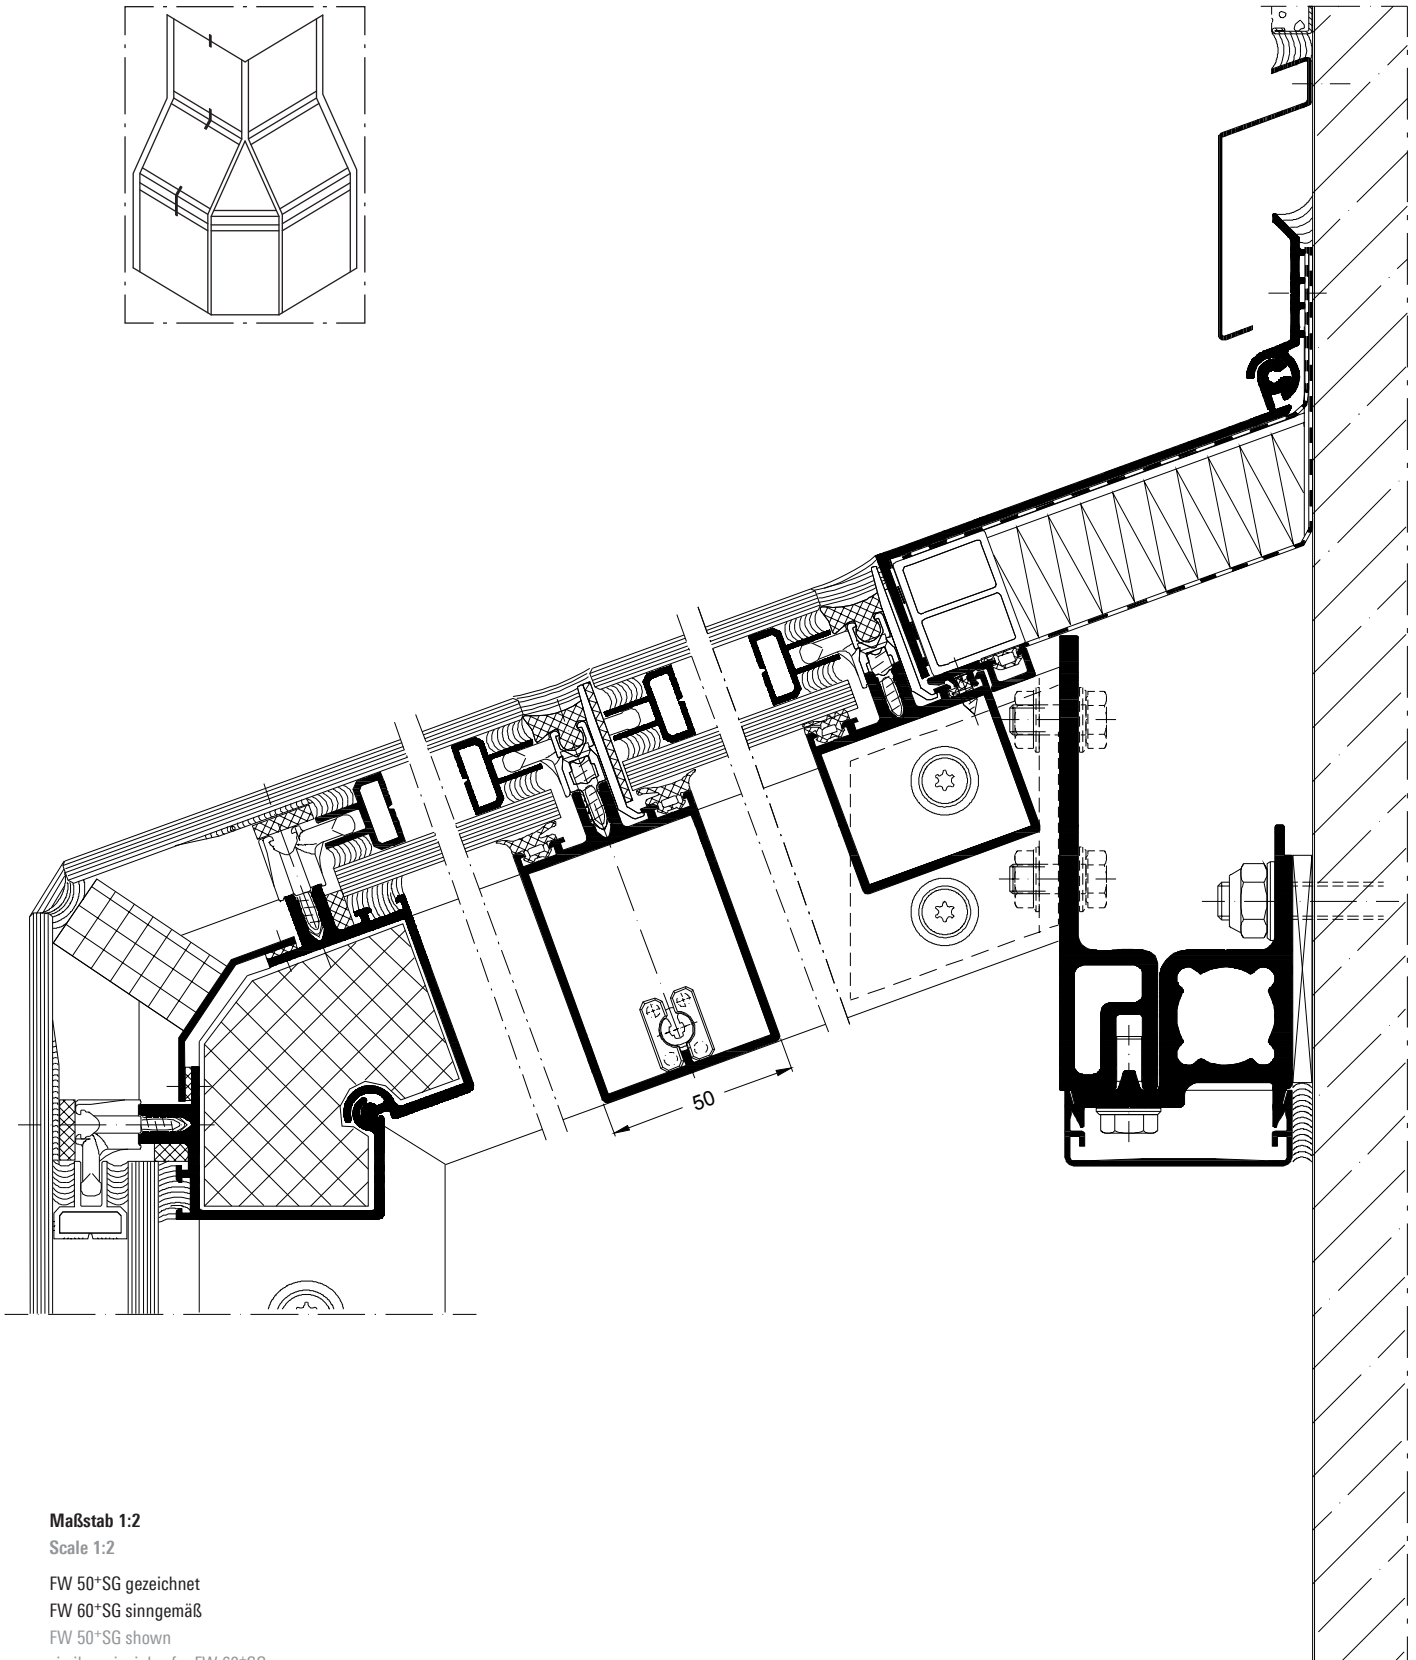 50
Maßstab 1:2
Scale 1:2
FW 50⁺SG gezeichnet
FW 60⁺SG sinngemäß
FW 50⁺SG shown